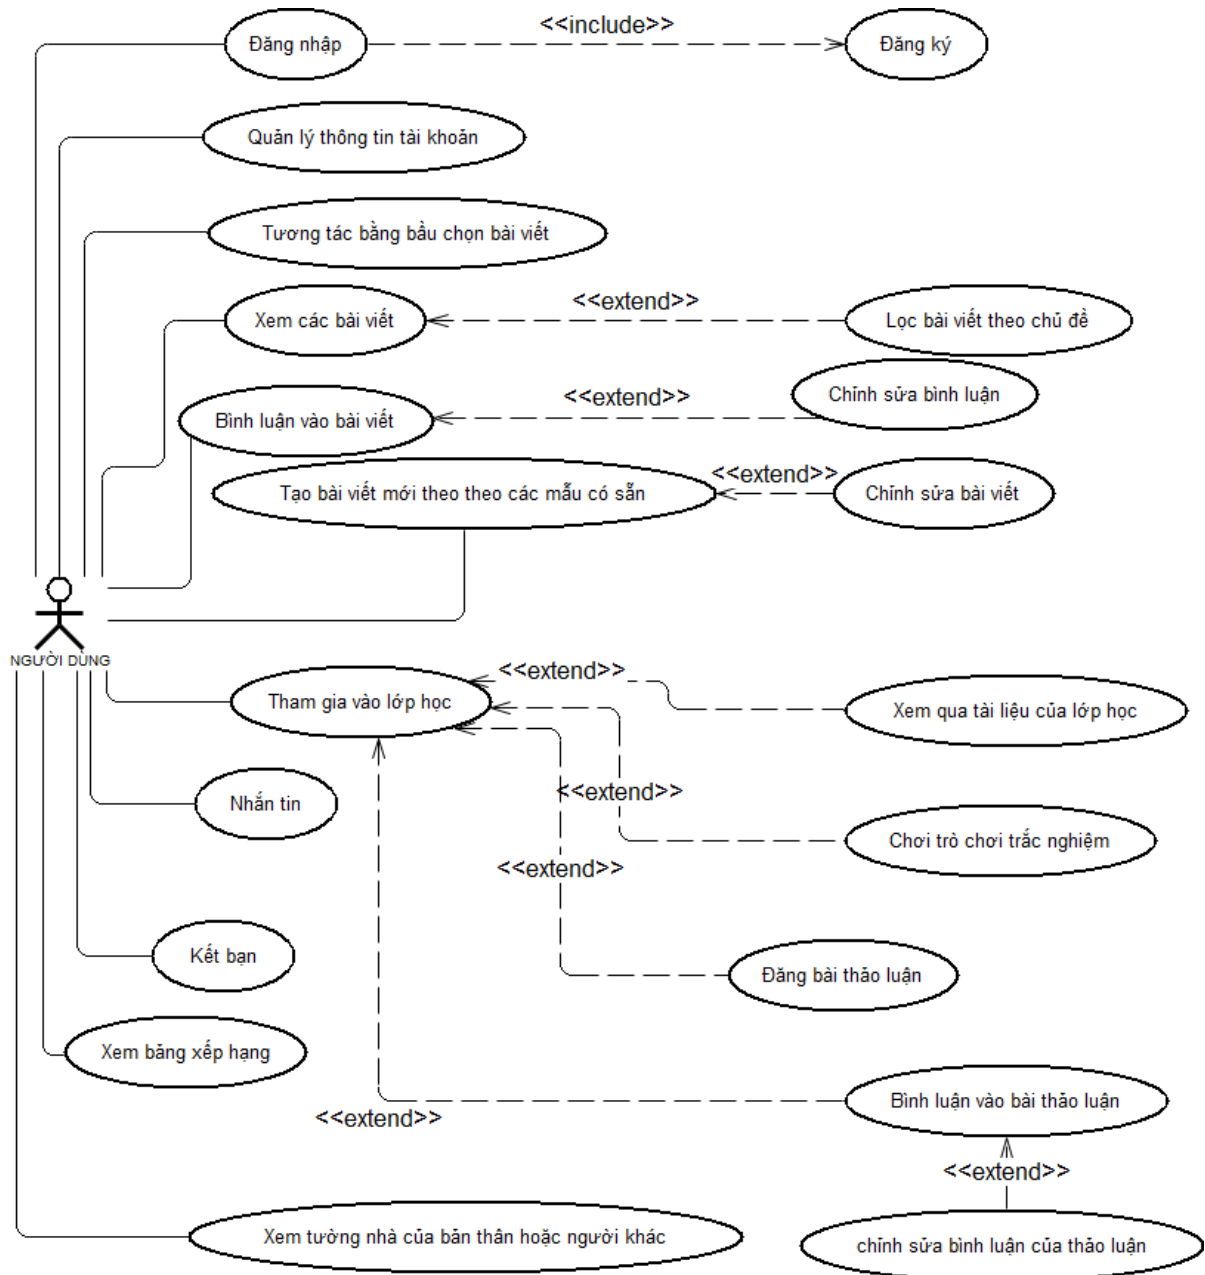 <<include>>
Đăng nhập
Đăng ký
Quản lý thông tin tài khoản
Tương tác bằng bầu chọn bài viết
<<extend>>
Xem các bài viết
Lọc bài viết theo chủ đề
<<extend>>
Chỉnh sửa bình luận
Bình luận vào bài viết
<<extend>>
Tạo bài viết mới theo theo các mẫu có sẵn
Chỉnh sửa bài viết
NGƯỜI DÙNG
<<extend>>
Tham gia vào lớp học
Xem qua tài liệu của lớp học
<<extend>>
Nhắn tin
Chơi trò chơi trắc nghiệm
<<extend>>
Kết bạn
Đăng bài thảo luận
Xem bảng xếp hạng
Bình luận vào bài thảo luận
<<extend>>
<<extend>>
Xem tường nhà của bản thân hoặc người khác
chỉnh sửa bình luận của thảo luận